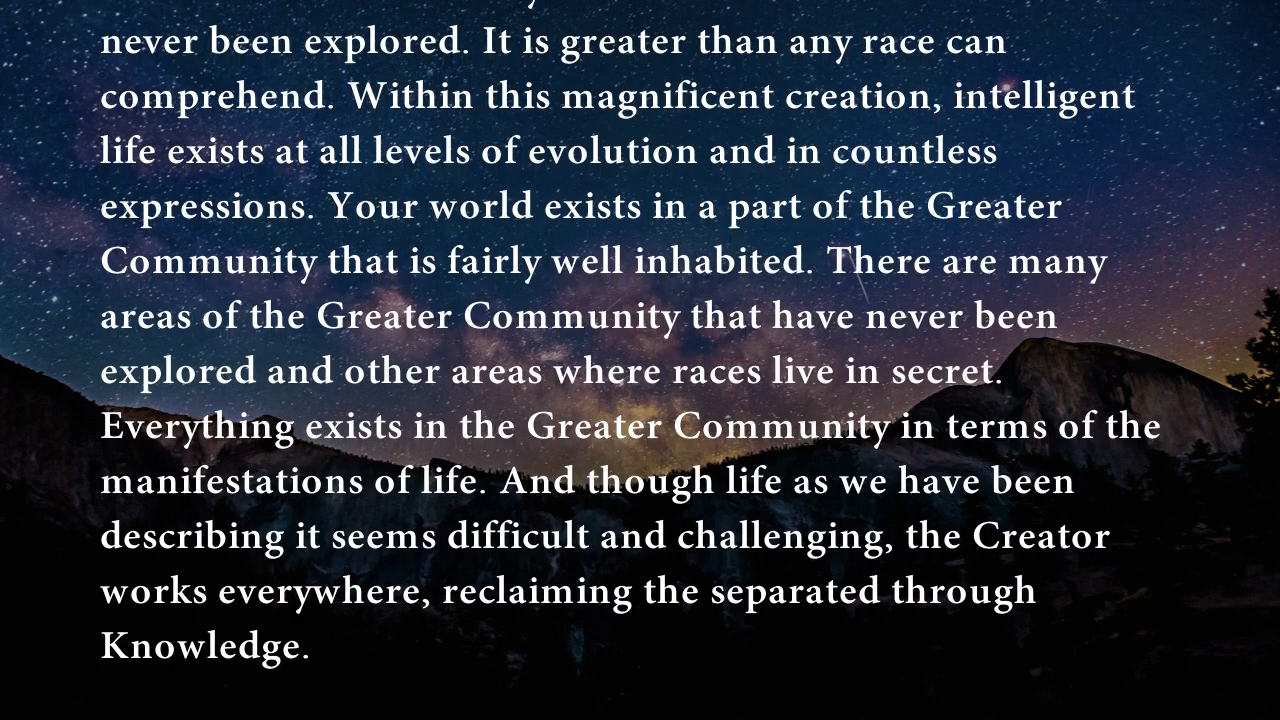 never been explored. It is greater than any race can
comprehend. Within this magnificent creation, intelligent
life exists at all levels of evolution and in countless
expressions. Your world exists in a part of the Greater
Community that is fairly well inhabited. There are many
areas of the Greater Community that have never been
explored and other areas where races live in secret.
Everything exists in the Greater Community in terms of the
manifestations of life. And though life as we have been
describing it seems difficult and challenging, the Creator
works everywhere, reclaiming the separated through
Knowledge.